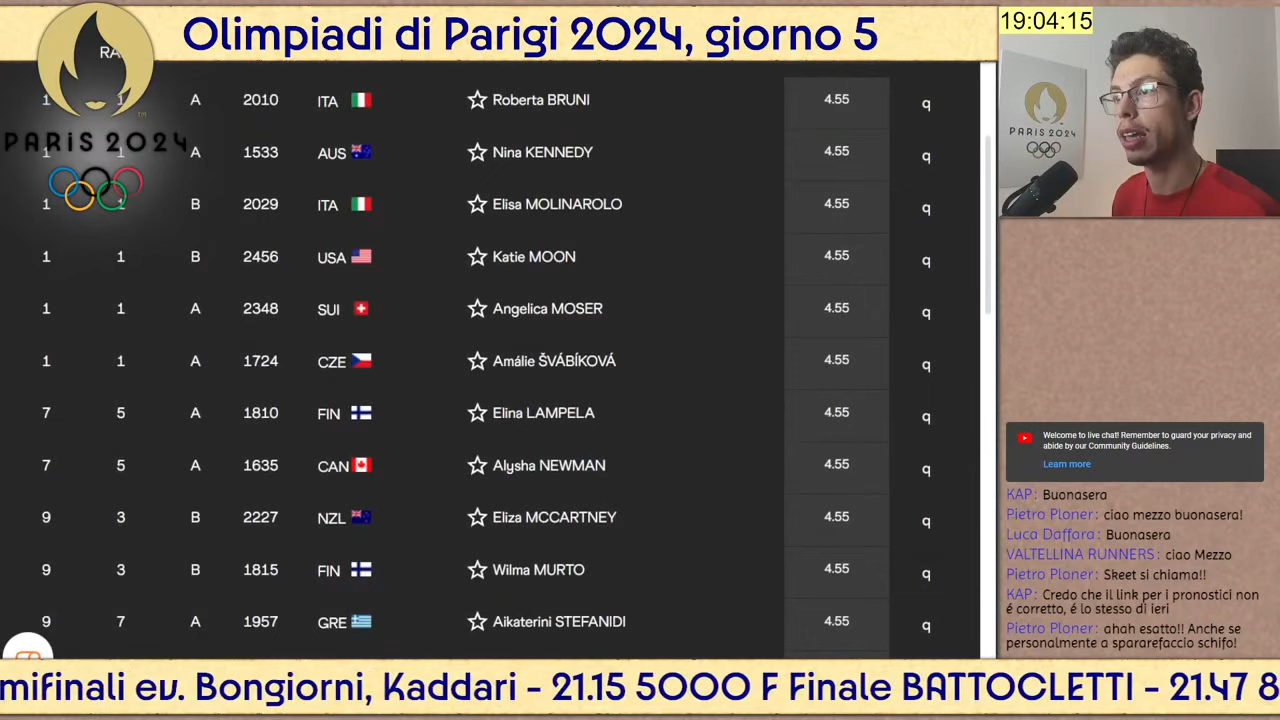 Olimpiadi di Parigi 2024, giorno 5
19:04:15
RA
PARIS 2024
1 1 A 2010 ITA Roberta BRUNI 4.55 q
1 1 A 1533 AUS Nina KENNEDY 4.55 q
1 1 B 2029 ITA Elisa MOLINAROLO 4.55 q
1 1 B 2456 USA Katie MOON 4.55 q
1 1 A 2348 SUI Angelica MOSER 4.55 q
1 1 A 1724 CZE Amálie ŠVÁBÍKOVÁ 4.55 q
7 5 A 1810 FIN Elina LAMPELA 4.55 q
7 5 A 1635 CAN Alysha NEWMAN 4.55 q
9 3 B 2227 NZL Eliza MCCARTNEY 4.55 q
9 3 B 1815 FIN Wilma MURTO 4.55 q
9 7 A 1957 GRE Aikaterini STEFANIDI 4.55 q
PARIS 2024
Welcome to live chat! Remember to guard your privacy and
abide by our Community Guidelines.
Learn more
KAP: Buonasera
Pietro Ploner: ciao mezzo buonasera!
Luca Daffara: Buonasera
VALTELLINA RUNNERS: ciao Mezzo
Pietro Ploner: Skeet si chiama!!
KAP: Credo che il link per i pronostici non
é corretto, é lo stesso di ieri
Pietro Ploner: ahah esatto!! Anche se
personalmente a spararefaccio schifo!
mifinali ev. Bongiorni, Kaddari - 21.15 5000 F Finale BATTOCLETTI - 21.47 8